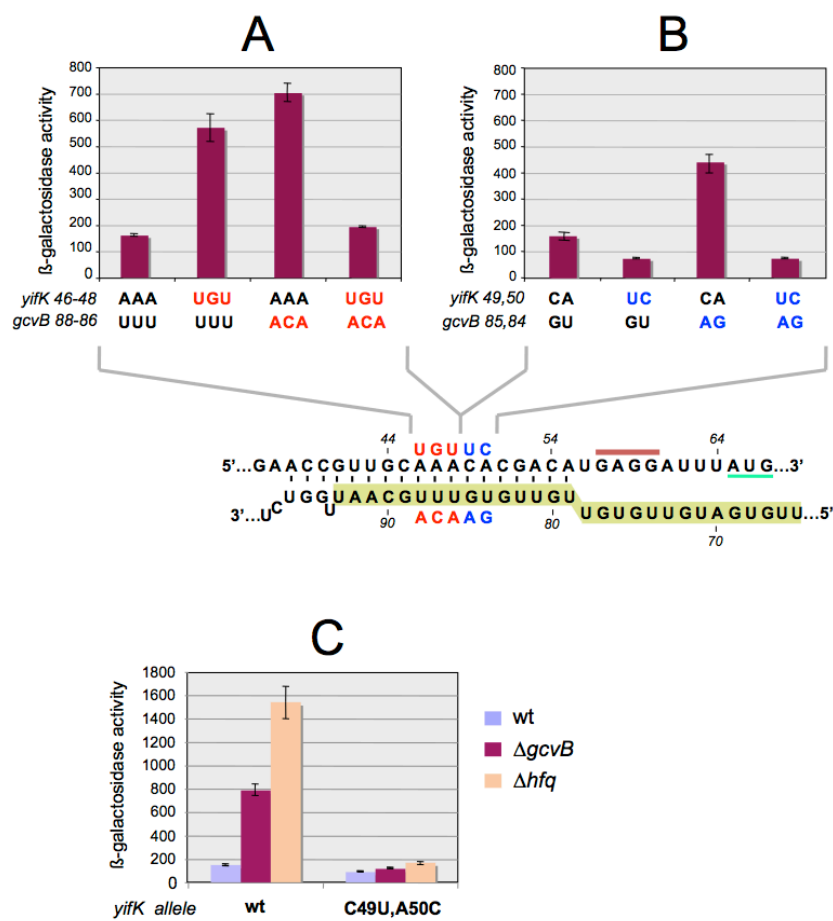 A
B
ß-galactosidase activity
800
700
600
500
400
300
200
100
0
yifK 46-48 AAA UGU AAA UGU
gcvB 88-86 UUU UUU ACA ACA
ß-galactosidase activity
800
700
600
500
400
300
200
100
0
yifK 49,50 CA UC CA UC
gcvB 85,84 GU GU AG AG
44 UGUUC 54 64
5’...GAACCGUUGCAAACACGACAUGAGGAUUUAUG...3’
3’...UCUGGUUAACGUUUGUGUUGUUGUGUUGUAGUGUU...5’
90 ACAAG 80 70
C
ß-galactosidase activity
1800
1600
1400
1200
1000
800
600
400
200
0
wt
ΔgcvB
Δhfq
yifK allele wt C49U,A50C